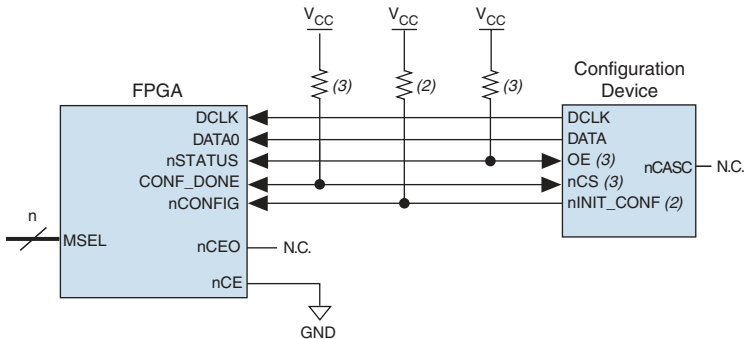 VCC VCC VCC
(3) (2) (3)
FPGA
Configuration
Device
DCLK DCLK
DATA0 DATA
nSTATUS OE (3)
CONF_DONE nCS (3)
nCASC N.C.
nCONFIG nINIT_CONF (2)
n
MSEL
nCEO N.C.
nCE
GND